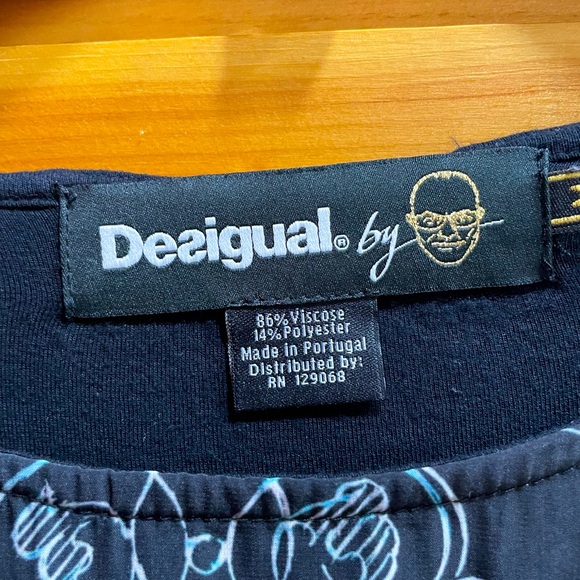 Desigual® by
86% Viscose
14% Polyester
Made in Portugal
Distributed by:
RN 129068